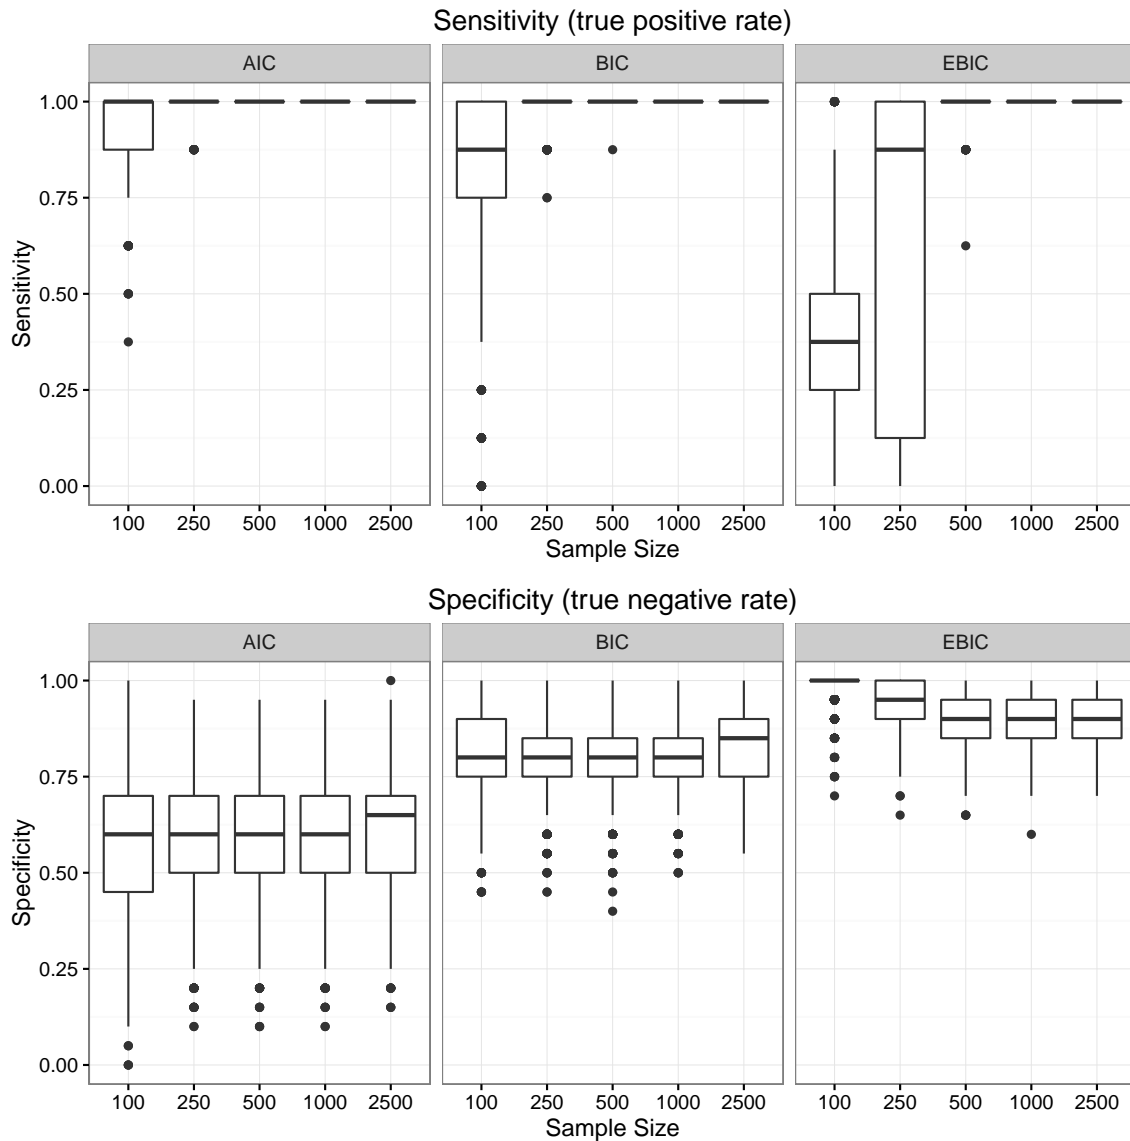 Sensitivity (true positive rate)
AIC BIC EBIC
1.00
0.75
0.50
0.25
0.00
Sensitivity
100 250 500 1000 2500 100 250 500 1000 2500 100 250 500 1000 2500
Sample Size
Specificity (true negative rate)
AIC BIC EBIC
1.00
0.75
0.50
0.25
0.00
Specificity
100 250 500 1000 2500 100 250 500 1000 2500 100 250 500 1000 2500
Sample Size